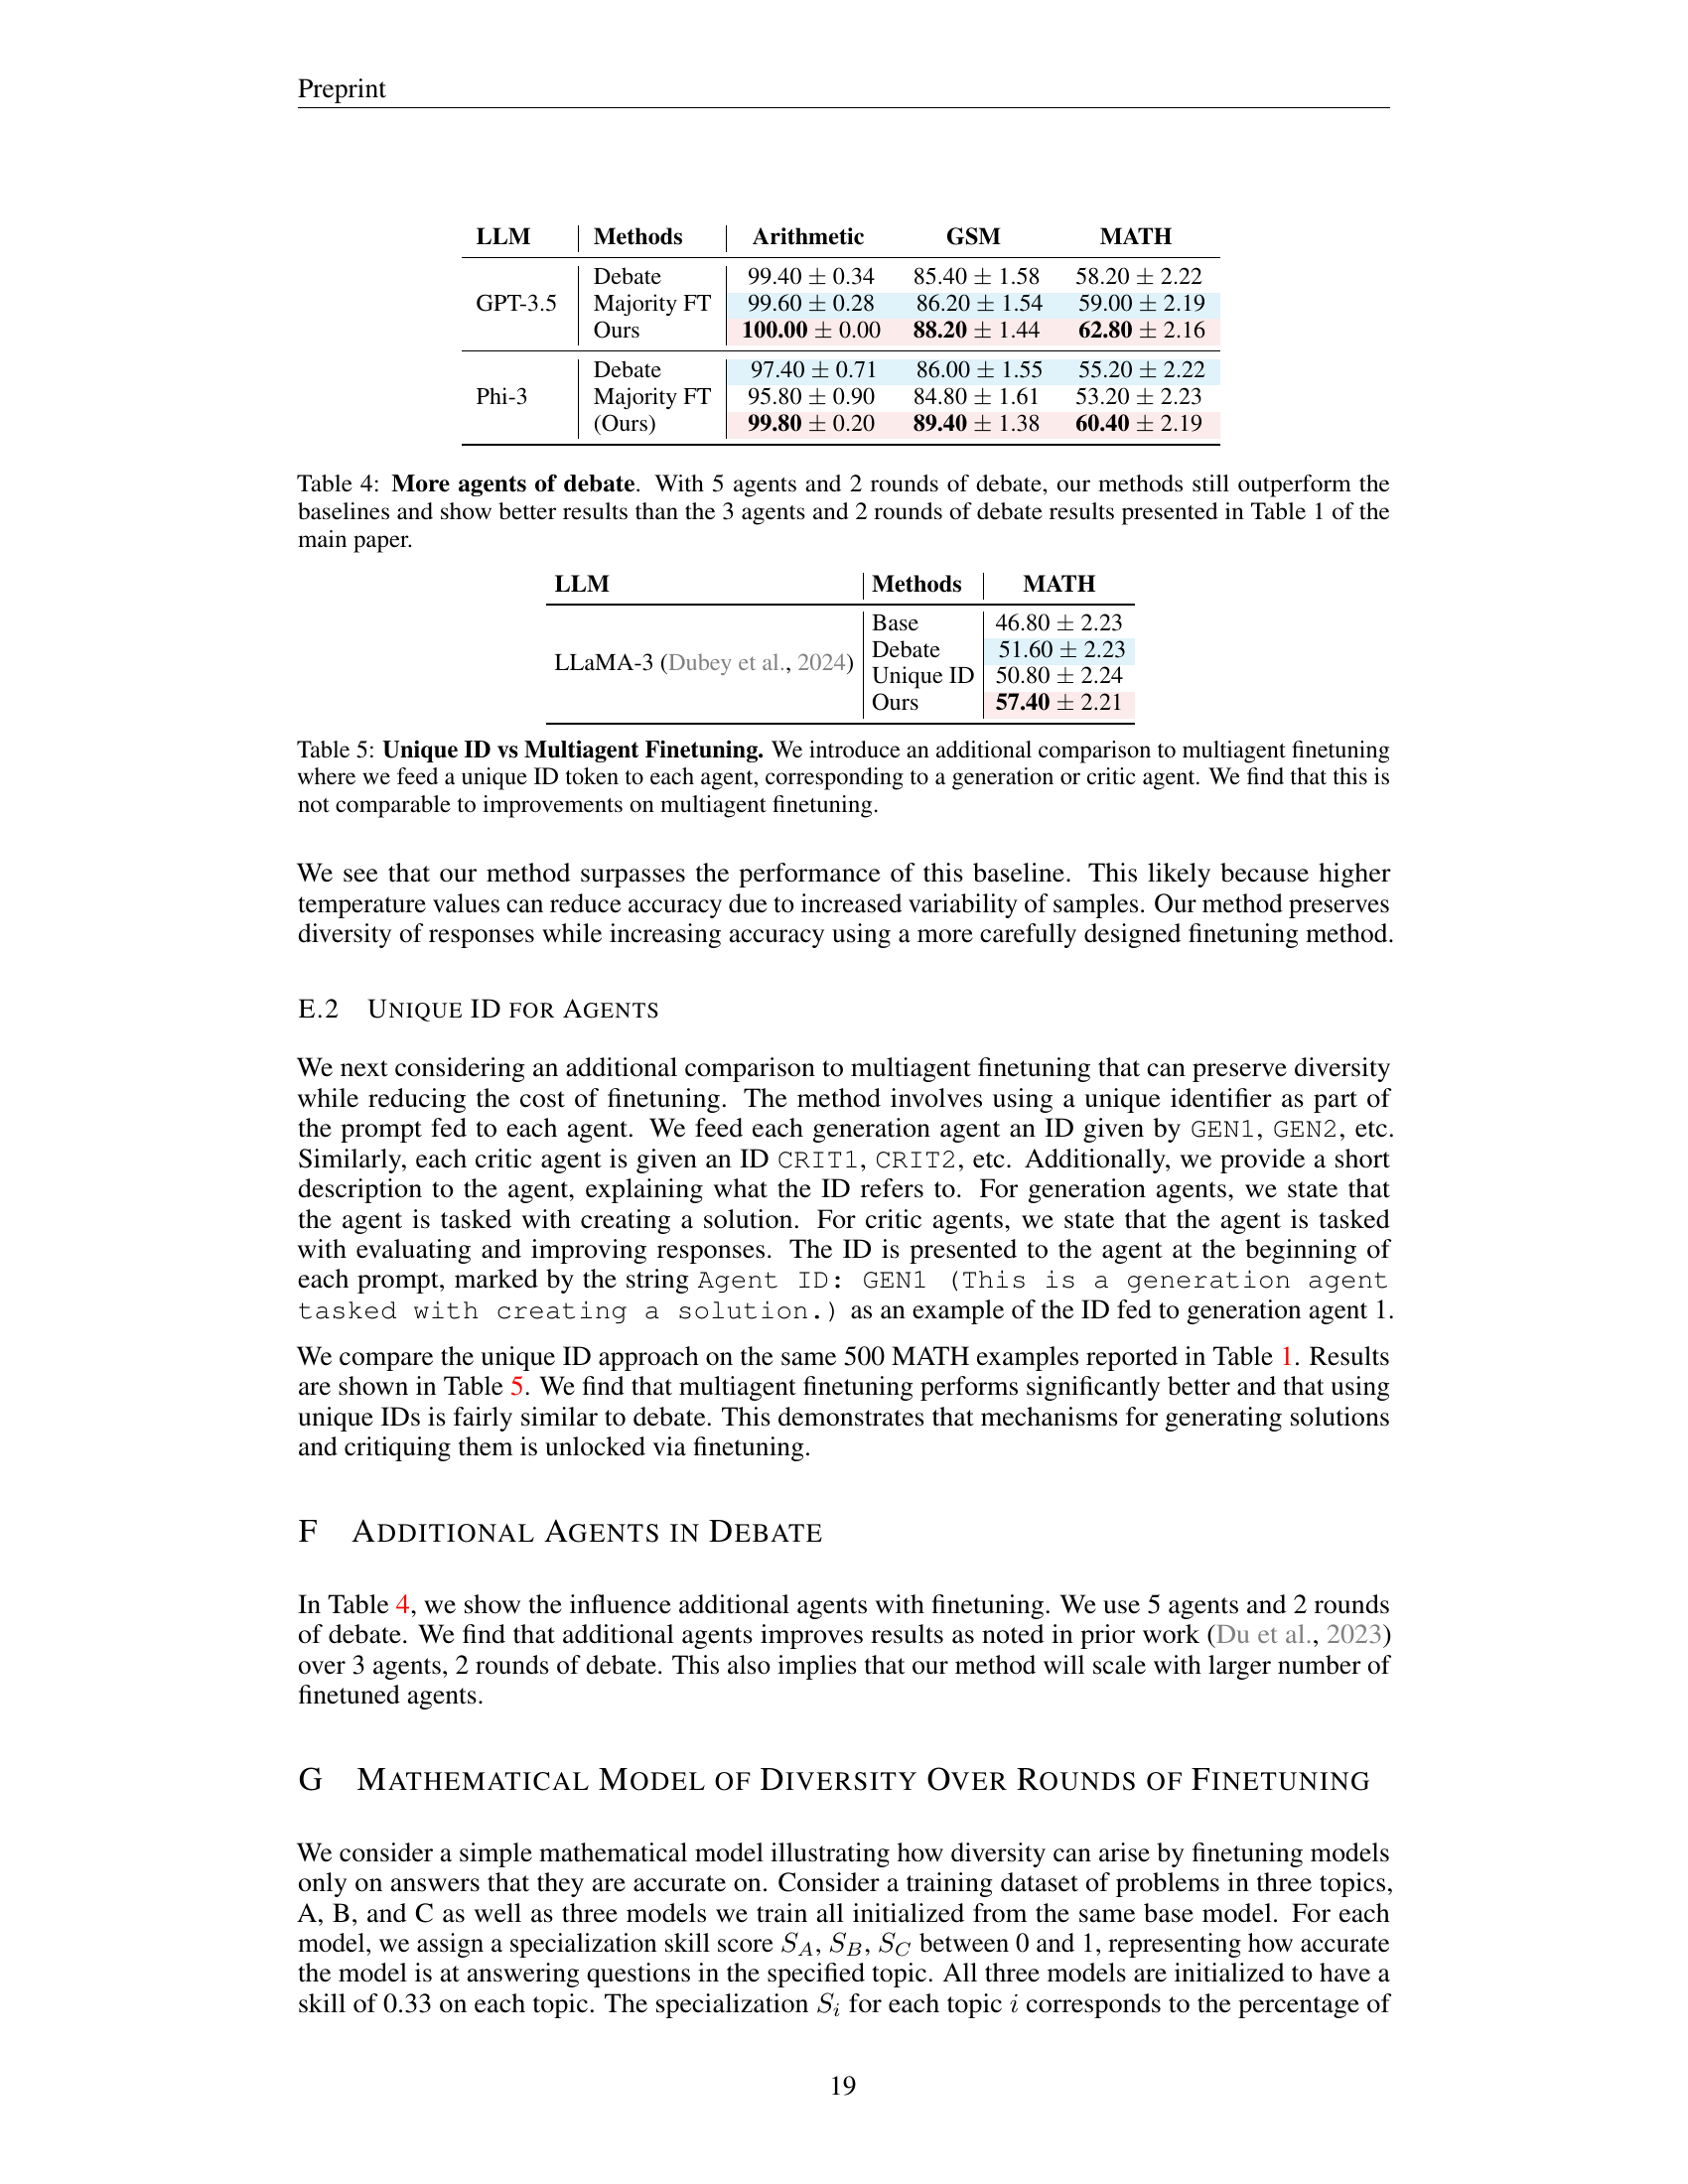 Preprint
LLM Methods Arithmetic GSM MATH
GPT-3.5 Debate 99.40 ± 0.34 85.40 ± 1.58 58.20 ± 2.22
Majority FT 99.60 ± 0.28 86.20 ± 1.54 59.00 ± 2.19
Ours 100.00 ± 0.00 88.20 ± 1.44 62.80 ± 2.16
Phi-3 Debate 97.40 ± 0.71 86.00 ± 1.55 55.20 ± 2.22
Majority FT 95.80 ± 0.90 84.80 ± 1.61 53.20 ± 2.23
(Ours) 99.80 ± 0.20 89.40 ± 1.38 60.40 ± 2.19
Table 4: More agents of debate. With 5 agents and 2 rounds of debate, our methods still outperform the
baselines and show better results than the 3 agents and 2 rounds of debate results presented in Table 1 of the
main paper.
LLM Methods MATH
LLaMA-3 (Dubey et al., 2024) Base 46.80 ± 2.23
Debate 51.60 ± 2.23
Unique ID 50.80 ± 2.24
Ours 57.40 ± 2.21
Table 5: Unique ID vs Multiagent Finetuning. We introduce an additional comparison to multiagent finetuning
where we feed a unique ID token to each agent, corresponding to a generation or critic agent. We find that this is
not comparable to improvements on multiagent finetuning.
We see that our method surpasses the performance of this baseline. This likely because higher
temperature values can reduce accuracy due to increased variability of samples. Our method preserves
diversity of responses while increasing accuracy using a more carefully designed finetuning method.
E.2 UNIQUE ID FOR AGENTS
We next considering an additional comparison to multiagent finetuning that can preserve diversity
while reducing the cost of finetuning. The method involves using a unique identifier as part of
the prompt fed to each agent. We feed each generation agent an ID given by GEN1, GEN2, etc.
Similarly, each critic agent is given an ID CRIT1, CRIT2, etc. Additionally, we provide a short
description to the agent, explaining what the ID refers to. For generation agents, we state that
the agent is tasked with creating a solution. For critic agents, we state that the agent is tasked
with evaluating and improving responses. The ID is presented to the agent at the beginning of
each prompt, marked by the string Agent ID: GEN1 (This is a generation agent
tasked with creating a solution.) as an example of the ID fed to generation agent 1.
We compare the unique ID approach on the same 500 MATH examples reported in Table 1. Results
are shown in Table 5. We find that multiagent finetuning performs significantly better and that using
unique IDs is fairly similar to debate. This demonstrates that mechanisms for generating solutions
and critiquing them is unlocked via finetuning.
F ADDITIONAL AGENTS IN DEBATE
In Table 4, we show the influence additional agents with finetuning. We use 5 agents and 2 rounds
of debate. We find that additional agents improves results as noted in prior work (Du et al., 2023)
over 3 agents, 2 rounds of debate. This also implies that our method will scale with larger number of
finetuned agents.
G MATHEMATICAL MODEL OF DIVERSITY OVER ROUNDS OF FINETUNING
We consider a simple mathematical model illustrating how diversity can arise by finetuning models
only on answers that they are accurate on. Consider a training dataset of problems in three topics,
A, B, and C as well as three models we train all initialized from the same base model. For each
model, we assign a specialization skill score S_A, S_B, S_C between 0 and 1, representing how accurate
the model is at answering questions in the specified topic. All three models are initialized to have a
skill of 0.33 on each topic. The specialization S_i for each topic i corresponds to the percentage of
19